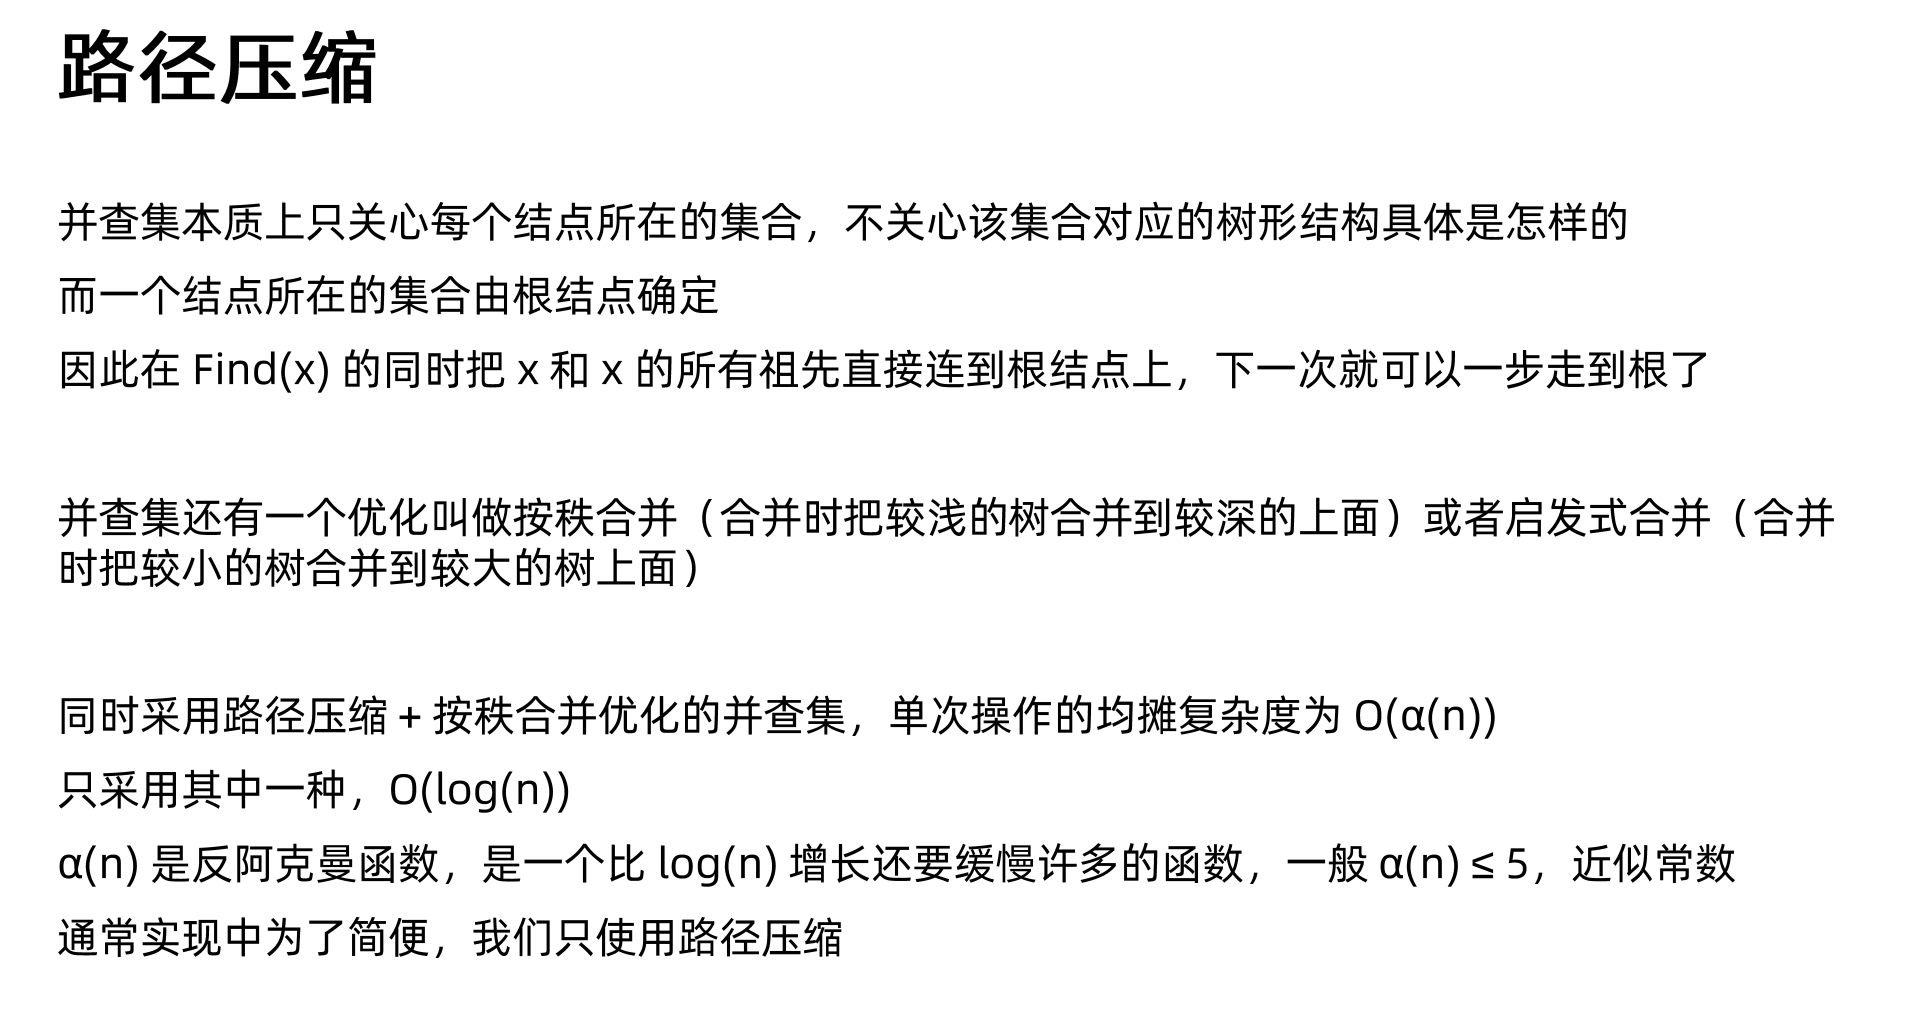 路径压缩
并查集本质上只关心每个结点所在的集合，不关心该集合对应的树形结构具体是怎样的
而一个结点所在的集合由根结点确定
因此在 Find(x) 的同时把 x 和 x 的所有祖先直接连到根结点上，下一次就可以一步走到根了
并查集还有一个优化叫做按秩合并（合并时把较浅的树合并到较深的上面）或者启发式合并（合并
时把较小的树合并到较大的树上面）
同时采用路径压缩 + 按秩合并优化的并查集，单次操作的均摊复杂度为 O(α(n))
只采用其中一种，O(log(n))
α(n) 是反阿克曼函数，是一个比 log(n) 增长还要缓慢许多的函数，一般 α(n) ≤ 5，近似常数
通常实现中为了简便，我们只使用路径压缩